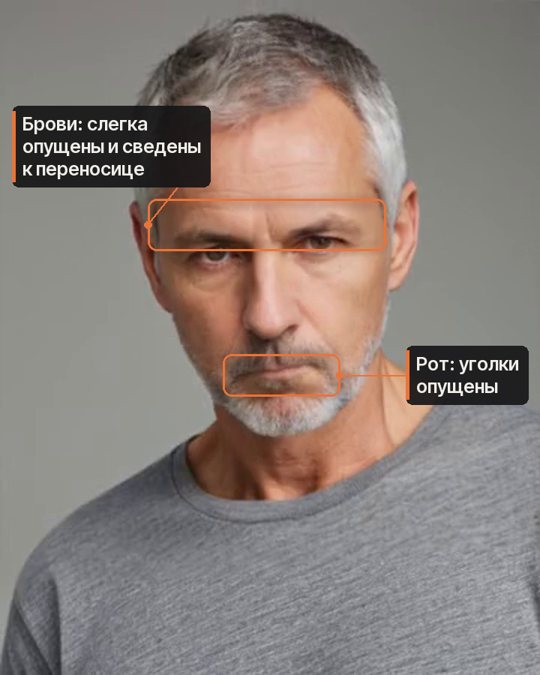 Брови: слегка
опущены и сведены
к переносице
Рот: уголки
опущены